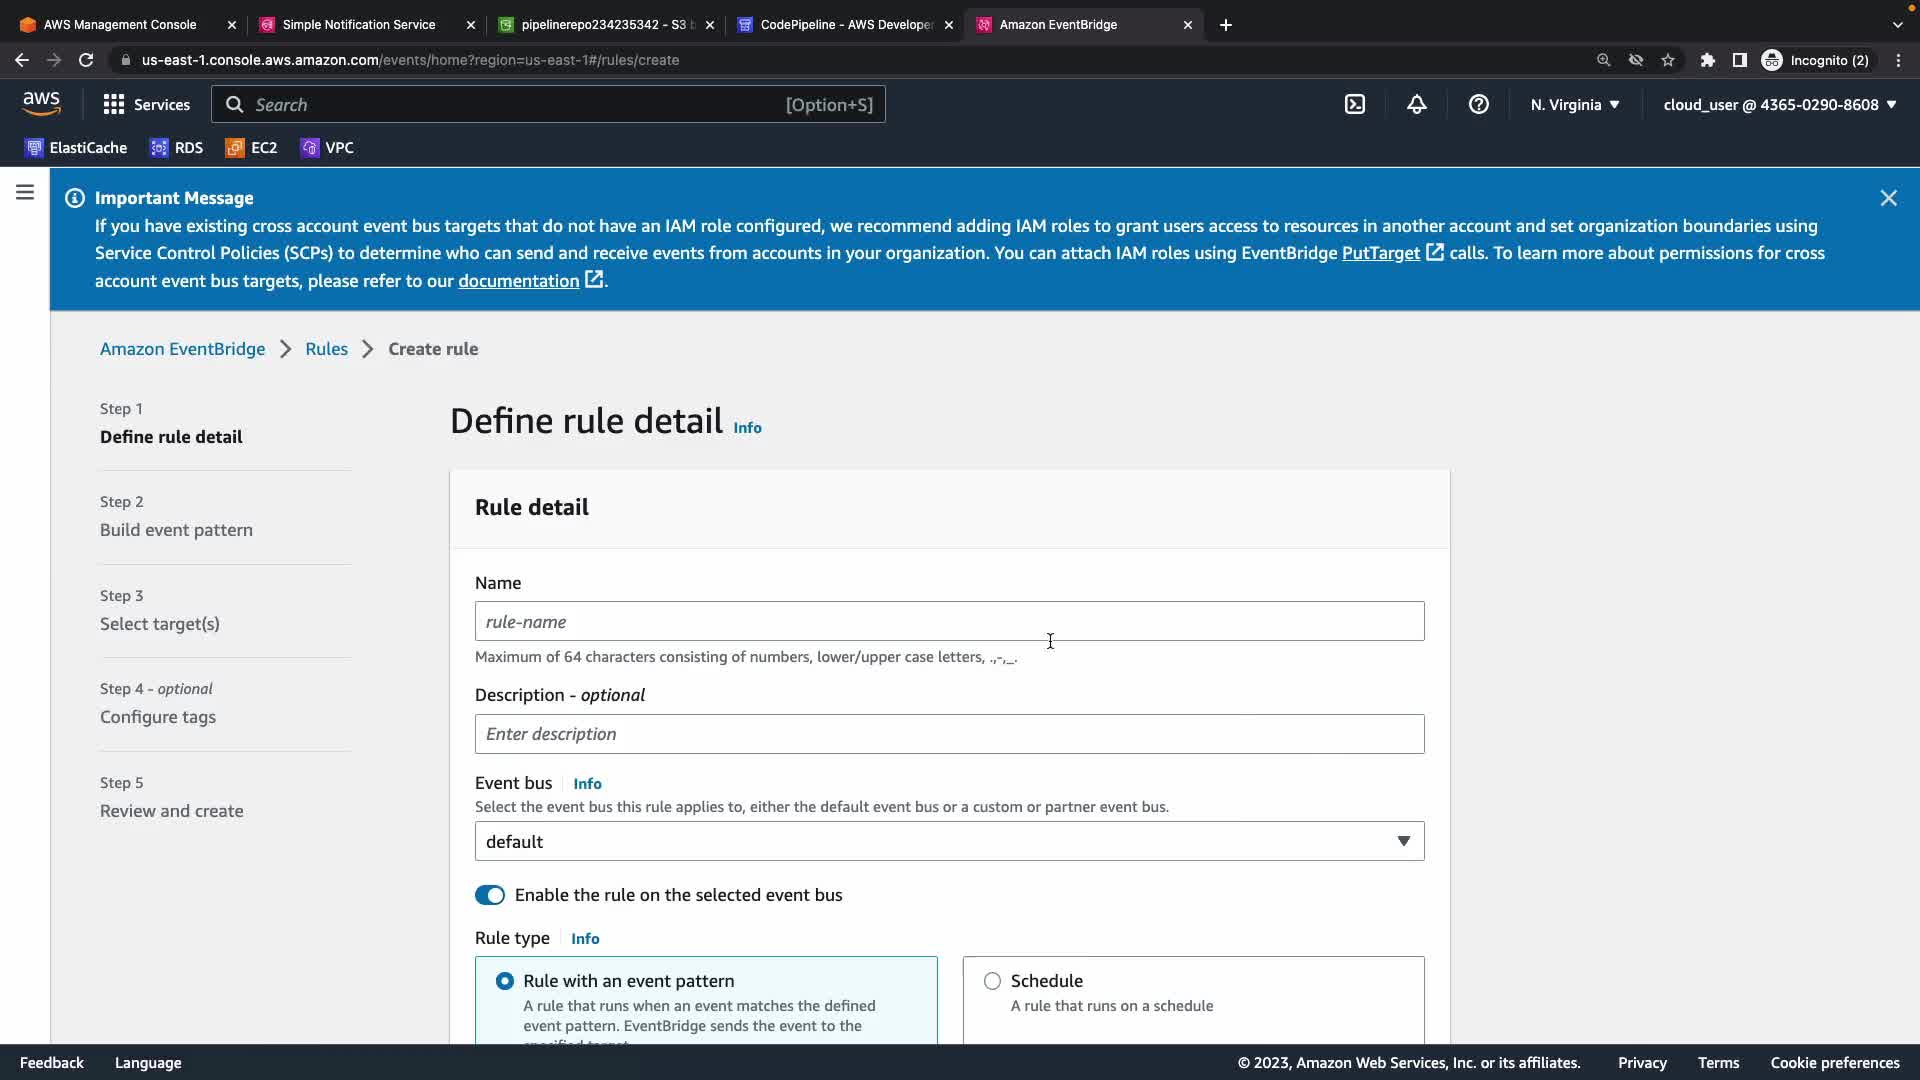 AWS Management Console
Simple Notification Service
pipelinerepo234235342 - S3 b
CodePipeline - AWS Developer
Amazon EventBridge
us-east-1.console.aws.amazon.com/events/home?region=us-east-1#/rules/create
Incognito (2)
aws
Services
Search
[Option+S]
N. Virginia
cloud_user @ 4365-0290-8608
ElastiCache
RDS
EC2
VPC
Important Message
If you have existing cross account event bus targets that do not have an IAM role configured, we recommend adding IAM roles to grant users access to resources in another account and set organization boundaries using
Service Control Policies (SCPs) to determine who can send and receive events from accounts in your organization. You can attach IAM roles using EventBridge PutTarget calls. To learn more about permissions for cross
account event bus targets, please refer to our documentation .
Amazon EventBridge
Rules
Create rule
Step 1
Define rule detail
Step 2
Build event pattern
Step 3
Select target(s)
Step 4 - optional
Configure tags
Step 5
Review and create
Define rule detail Info
Rule detail
Name
rule-name
Maximum of 64 characters consisting of numbers, lower/upper case letters, .,-,_.
Description - optional
Enter description
Event bus Info
Select the event bus this rule applies to, either the default event bus or a custom or partner event bus.
default
Enable the rule on the selected event bus
Rule type Info
Rule with an event pattern
A rule that runs when an event matches the defined
event pattern. EventBridge sends the event to the
specified target.
Schedule
A rule that runs on a schedule
Feedback
Language
© 2023, Amazon Web Services, Inc. or its affiliates.
Privacy
Terms
Cookie preferences